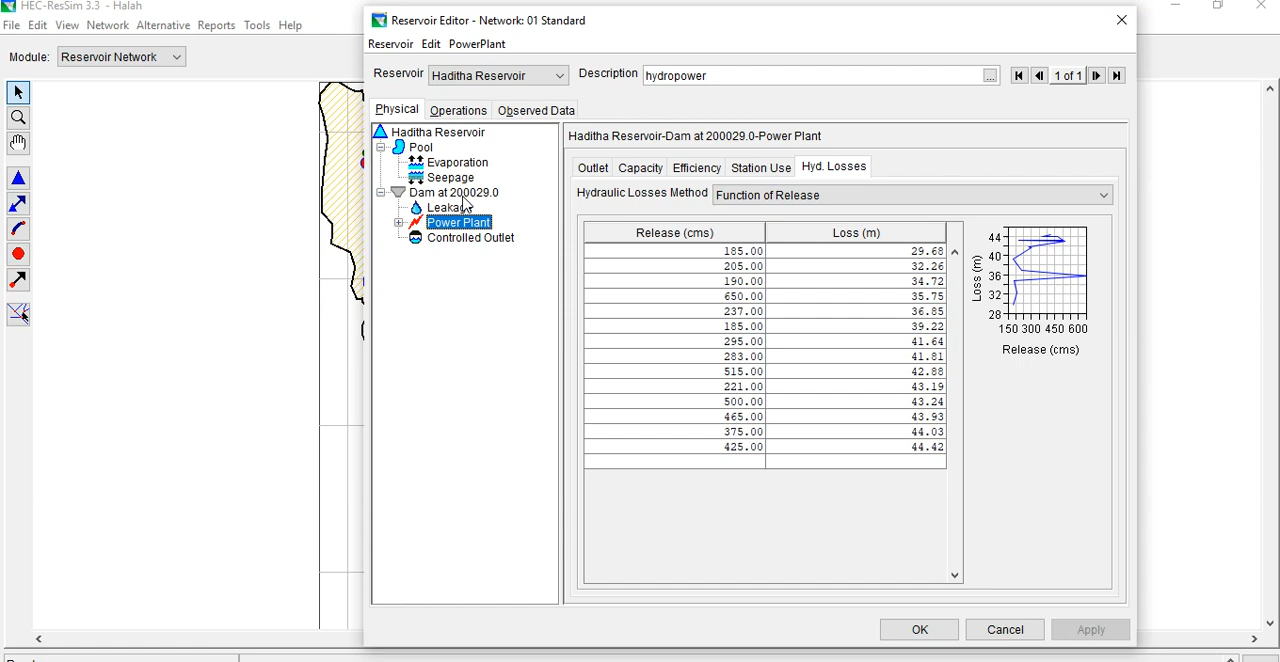 HEC-ResSim 3.3 - Halah
File Edit View Network Alternative Reports Tools Help
Module: Reservoir Network
Reservoir Editor - Network: 01 Standard
Reservoir Edit PowerPlant
Reservoir Haditha Reservoir Description hydropower ... 1 of 1
Physical Operations Observed Data
Haditha Reservoir
Pool
Evaporation
Seepage
Dam at 200029.0
Power Plant
Controlled Outlet
Haditha Reservoir-Dam at 200029.0-Power Plant
Outlet Capacity Efficiency Station Use Hyd. Losses
Hydraulic Losses Method Function of Release
Release (cms) Loss (m)
185.00 29.68
205.00 32.26
190.00 34.72
650.00 35.75
237.00 36.85
185.00 39.22
295.00 41.64
283.00 41.81
515.00 42.88
221.00 43.19
500.00 43.24
465.00 43.93
375.00 44.03
425.00 44.42
44
40
36
32
28
Loss (m)
150 300 450 600
Release (cms)
OK Cancel Apply